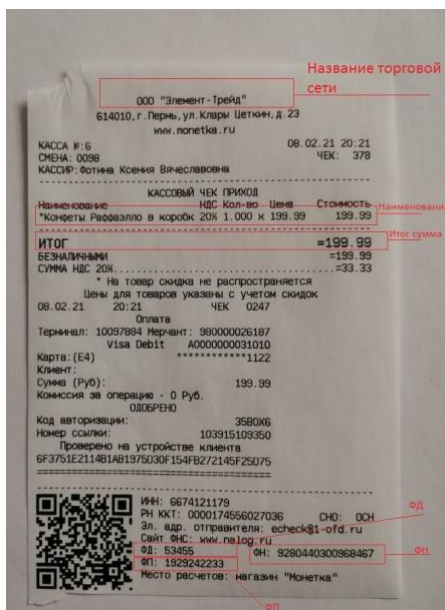 Название торговой сети
ООО "Элемент-Трейд"
614010,г.Пермь,ул.Клары Цеткин,д.23
www.monetka.ru
КАССА №:6 08.02.21 20:21
СМЕНА: 0098 ЧЕК: 378
КАССИР:Фотина Ксения Вячеславовна
КАССОВЫЙ ЧЕК ПРИХОД
Наименование НДС Кол-во Цена Стоимость
Наименовани
*Конфеты Раффаэлло в коробк 20% 1.000 x 199.99 199.99
Итог сумма
ИТОГ =199.99
БЕЗНАЛИЧНЫМИ =199.99
СУММА НДС 20%...=33.33
* На товар скидка не распространяется
Цены для товаров указаны с учетом скидок
08.02.21 20:21 ЧЕК 0247
Оплата
Терминал: 10097884 Мерчант: 980000026187
Visa Debit A0000000031010
Карта:(E4) ************1122
Клиент:
Сумма (Руб): 199.99
Комиссия за операцию - 0 Руб.
ОДОБРЕНО
Код авторизации: 35B0X6
Номер ссылки: 103915109350
Проверено на устройстве клиента
6F3751E2114B1AB1975D30F154FB272145F25D75
ИНН: 6674121179
РН ККТ: 0000174556027036 СНО: ОСН
Эл. адр. отправителя: echeck@1-ofd.ru
Сайт ФНС: www.nalog.ru
ФД
ФД: 53455 ФН: 9280440300968467
ФН
ФП: 1929242233
Место расчетов: магазин "Монетка"
ФП